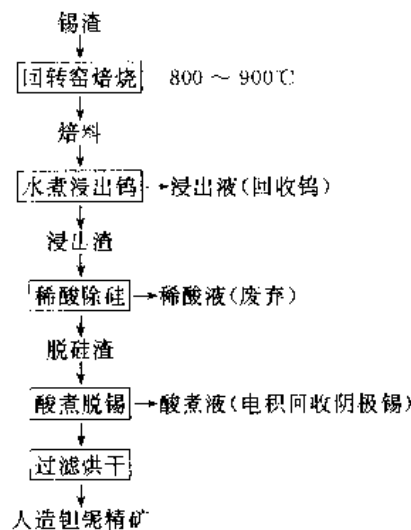 锡渣
回转窑焙烧 800～900℃
焙料
水煮浸出钨→浸出液(回收钨)
浸出渣
稀酸除硅→稀酸液(废弃)
脱硅渣
酸煮脱锡→酸煮液(电积回收阴极锡)
过滤烘干
人造钽铌精矿